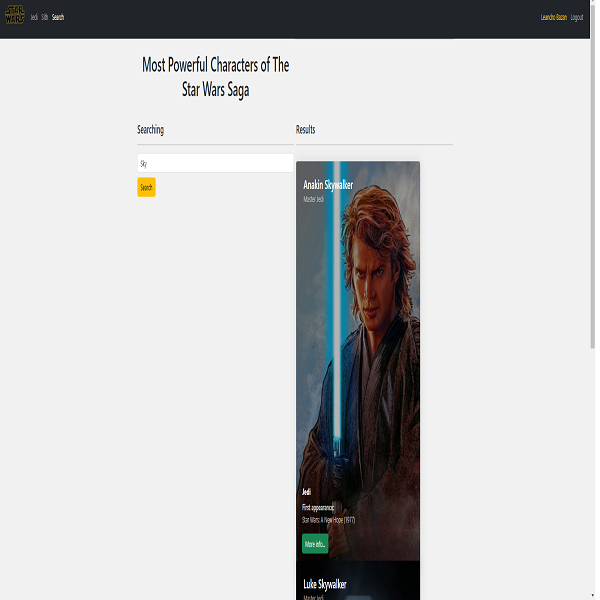 STAR WARS
Jedi Sith Search
Leandro Bazan Logout
Most Powerful Characters of The
Star Wars Saga
Searching
Results
Sky
Search
Anakin Skywalker
Master Jedi
Jedi
First appearance:
Star Wars: A New Hope (1977)
More info...
Luke Skywalker
Master Jedi